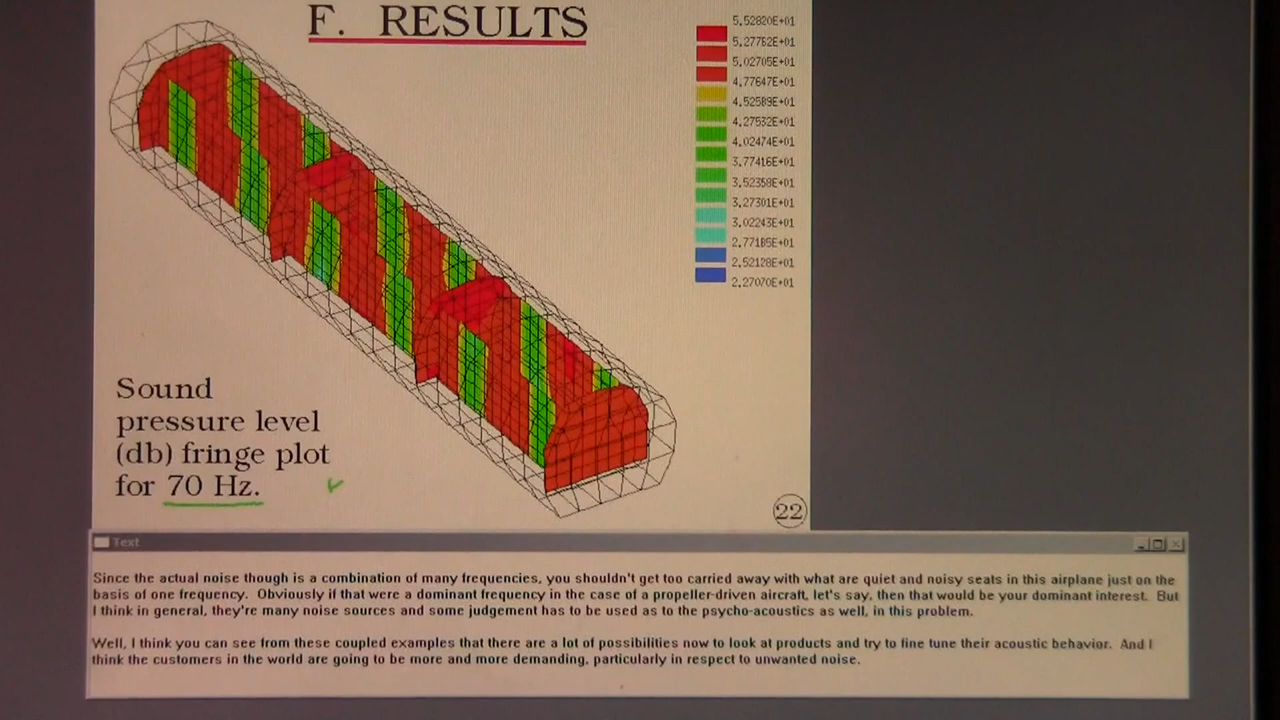 F. RESULTS
5.52820E+01
5.27762E+01
5.02705E+01
4.77647E+01
4.52589E+01
4.27532E+01
4.02474E+01
3.77416E+01
3.52359E+01
3.27301E+01
3.02243E+01
2.77185E+01
2.52128E+01
2.27070E+01
Sound
pressure level
(db) fringe plot
for 70 Hz.
22
Text
Since the actual noise though is a combination of many frequencies, you shouldn't get too carried away with what are quiet and noisy seats in this airplane just on the
basis of one frequency. Obviously if that were a dominant frequency in the case of a propeller-driven aircraft, let's say, then that would be your dominant interest. But
I think in general, they're many noise sources and some judgement has to be used as to the psycho-acoustics as well, in this problem.
Well, I think you can see from these coupled examples that there are a lot of possibilities now to look at products and try to fine tune their acoustic behavior. And I
think the customers in the world are going to be more and more demanding, particularly in respect to unwanted noise.